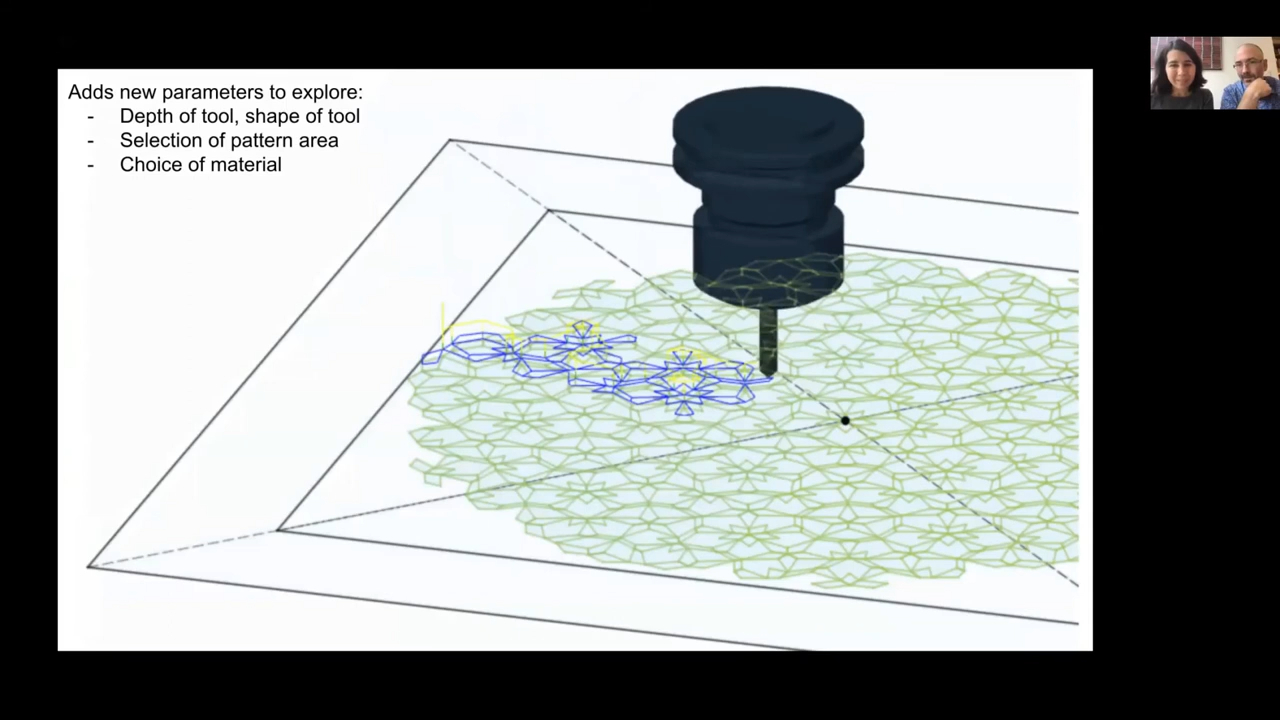 Adds new parameters to explore:
- Depth of tool, shape of tool
- Selection of pattern area
- Choice of material